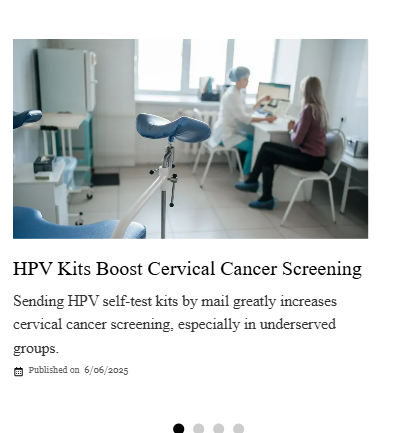 HPV Kits Boost Cervical Cancer Screening
Sending HPV self-test kits by mail greatly increases
cervical cancer screening, especially in underserved
groups.
Published on 6/06/2025